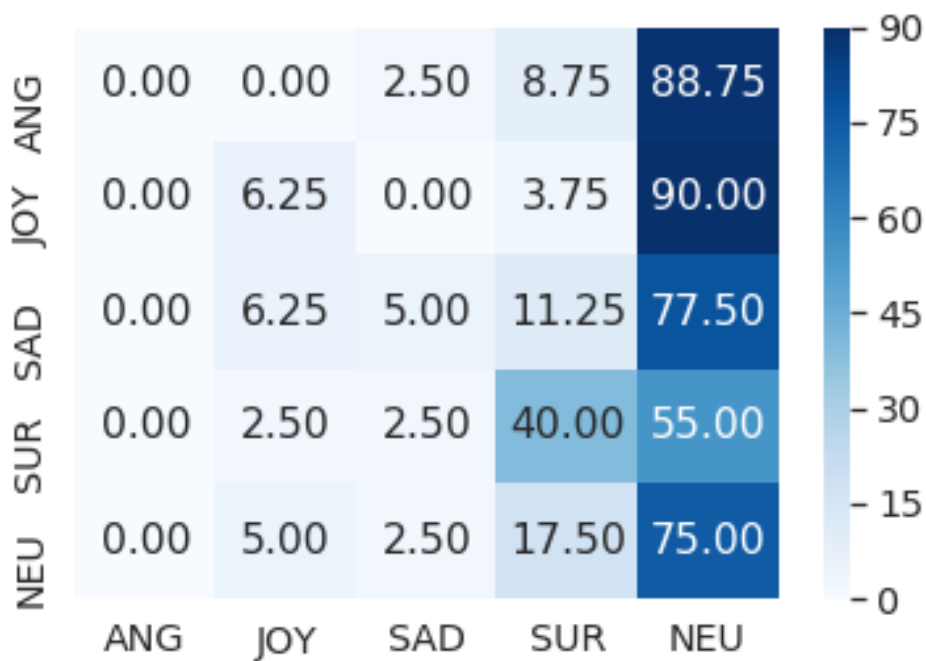 90
ANG 0.00 0.00 2.50 8.75 88.75
75
JOY 0.00 6.25 0.00 3.75 90.00
60
SAD 0.00 6.25 5.00 11.25 77.50
45
SUR 0.00 2.50 2.50 40.00 55.00
30
15
NEU 0.00 5.00 2.50 17.50 75.00
0
ANG JOY SAD SUR NEU